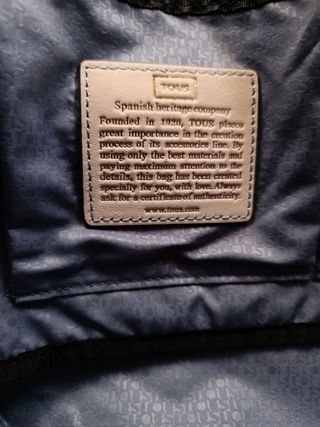 TOUS
Spanish heritage company
Founded in 1920, TOUS places
great importance in the creation
process of its accessories line. By
using only the best materials and
paying maximum attention to the
details, this bag has been created
specially for you, with love. Always
ask for a certificate of authenticity.
www.tous.com